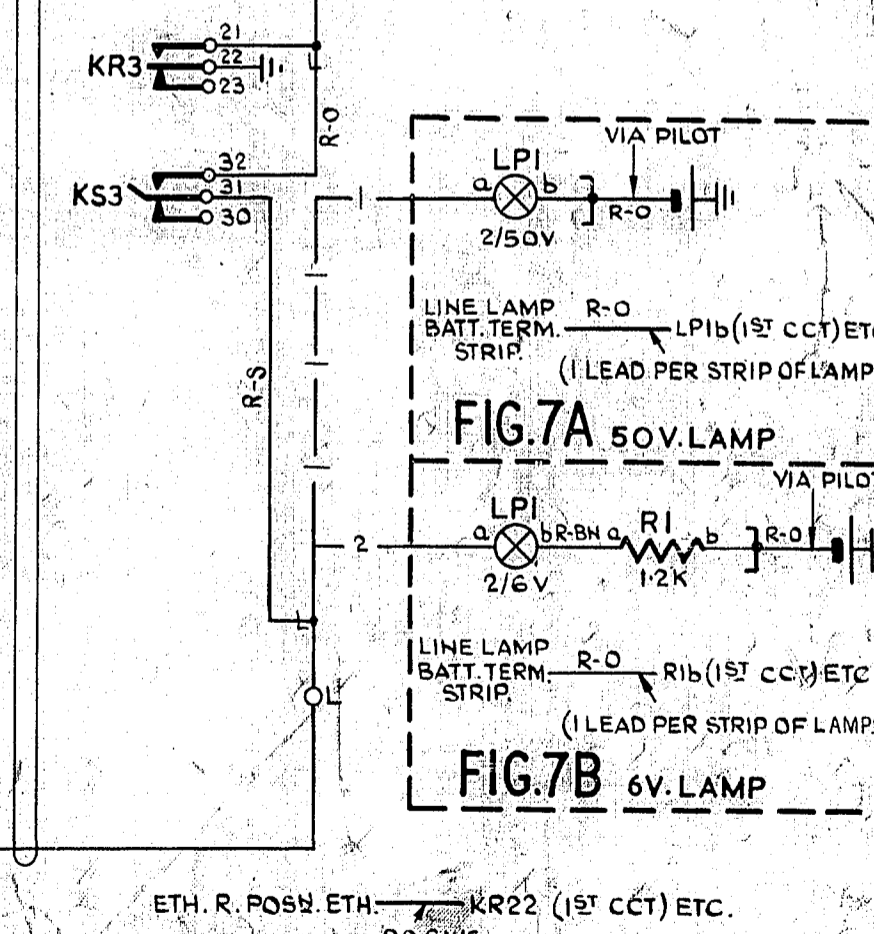 21
KR3 22
23
R-O
32
KS3 31
30
R-S
1
2
L
VIA PILOT
LP1
a b
R-O
2/50V
LINE LAMP
BATT. TERM. R-O LP1b (1ST CCT) ETC
STRIP.
(1 LEAD PER STRIP OF LAMP
FIG.7A 50V. LAMP
VIA PILOT
LP1 R1
a b R-BN a b R-O
2/6V 1·2K
LINE LAMP
BATT. TERM. R-O R1b (1ST CCT) ETC
STRIP.
(1 LEAD PER STRIP OF LAMP
FIG.7B 6V. LAMP
ETH. R. POSN. ETH. KR22 (1ST CCT) ETC.